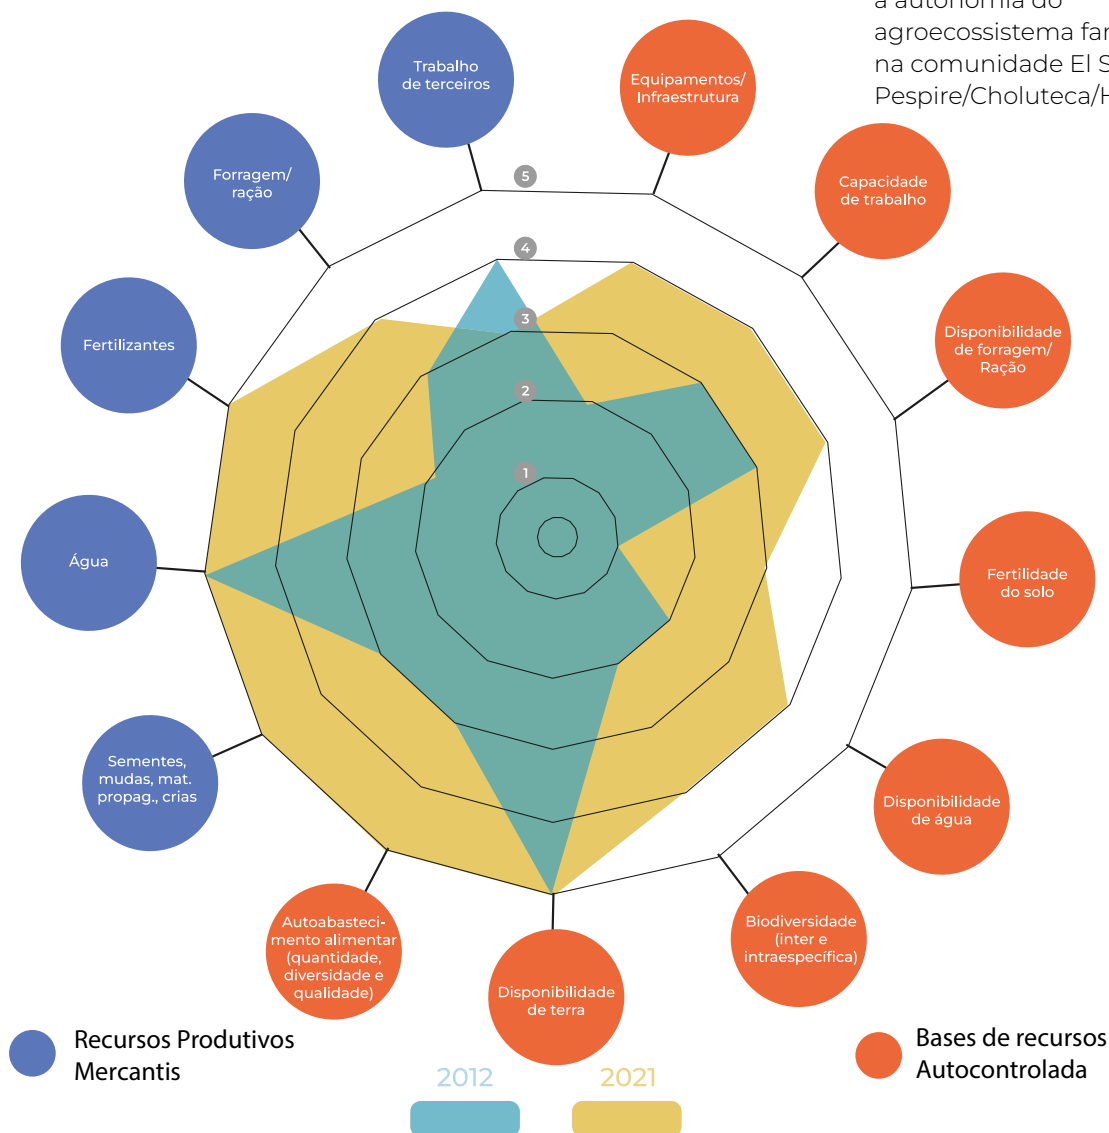 a autonomia do
agroecossistema
na comunidade El
Pespire/Choluteca/
Trabalho
de terceiros
Equipamentos/
Infraestrutura
Forragem/
ração
Capacidade
de trabalho
Fertilizantes
Disponibilidade
de forragem/
Ração
Água
Fertilidade
do solo
Sementes,
mudas, mat.
propag., crias
Disponibilidade
de água
Autoabasteci-
mento alimentar
(quantidade,
diversidade e
qualidade)
Disponibilidade
de terra
Biodiversidade
(inter e
intraespecífica)
5
4
3
2
1
Recursos Produtivos
Mercantis
2012
2021
Bases de recursos
Autocontrolada